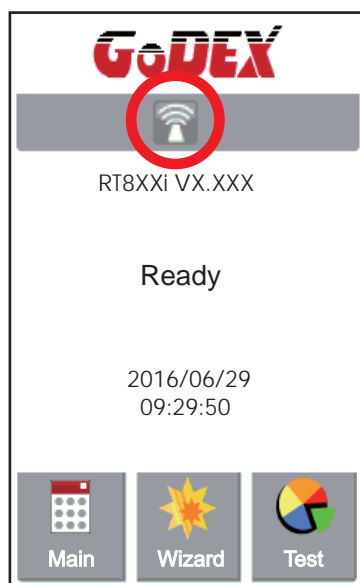 GoDEX
RT8XXi VX.XXX
Ready
2016/06/29
09:29:50
Main Wizard Test